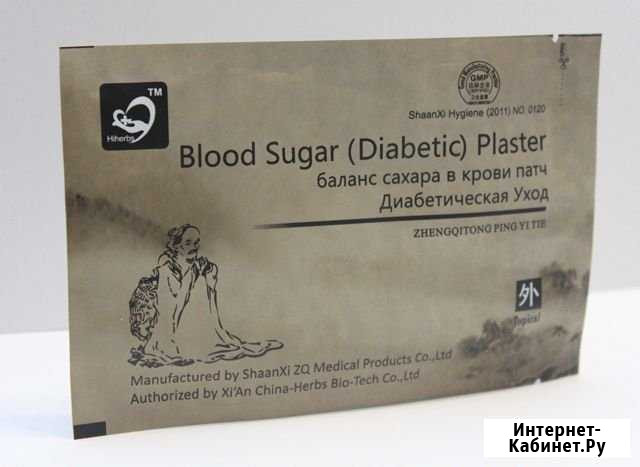 TM
Hiherbs
GMP
ShaanXi Hygiene (2011) NO. 0120
Blood Sugar (Diabetic) Plaster
баланс сахара в крови патч
Диабетическая Уход
ZHENGQITONG PING YI TIE
外
Topical
Manufactured by ShaanXi ZQ Medical Products Co.,Ltd
Authorized by Xi'An China-Herbs Bio-Tech Co.,Ltd
Интернет-
Кабинет.Ру